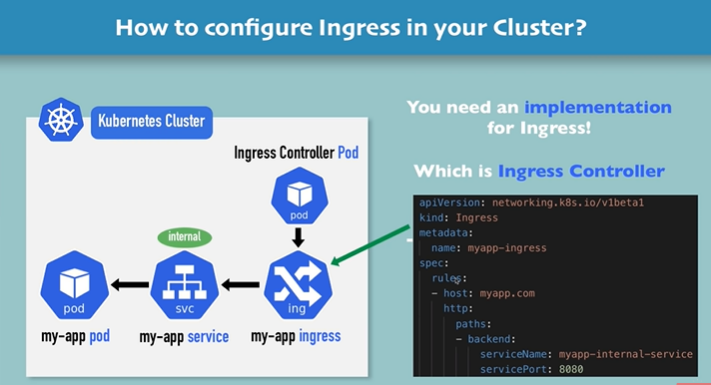 How to configure Ingress in your Cluster?
Kubernetes Cluster
Ingress Controller Pod
pod
internal
pod
svc
ing
my-app pod
my-app service
my-app ingress
You need an implementation
for Ingress!
Which is Ingress Controller
apiVersion: networking.k8s.io/v1beta1
kind: Ingress
metadata:
name: myapp-ingress
spec:
rules:
- host: myapp.com
http:
paths:
- backend:
serviceName: myapp-internal-service
servicePort: 8080